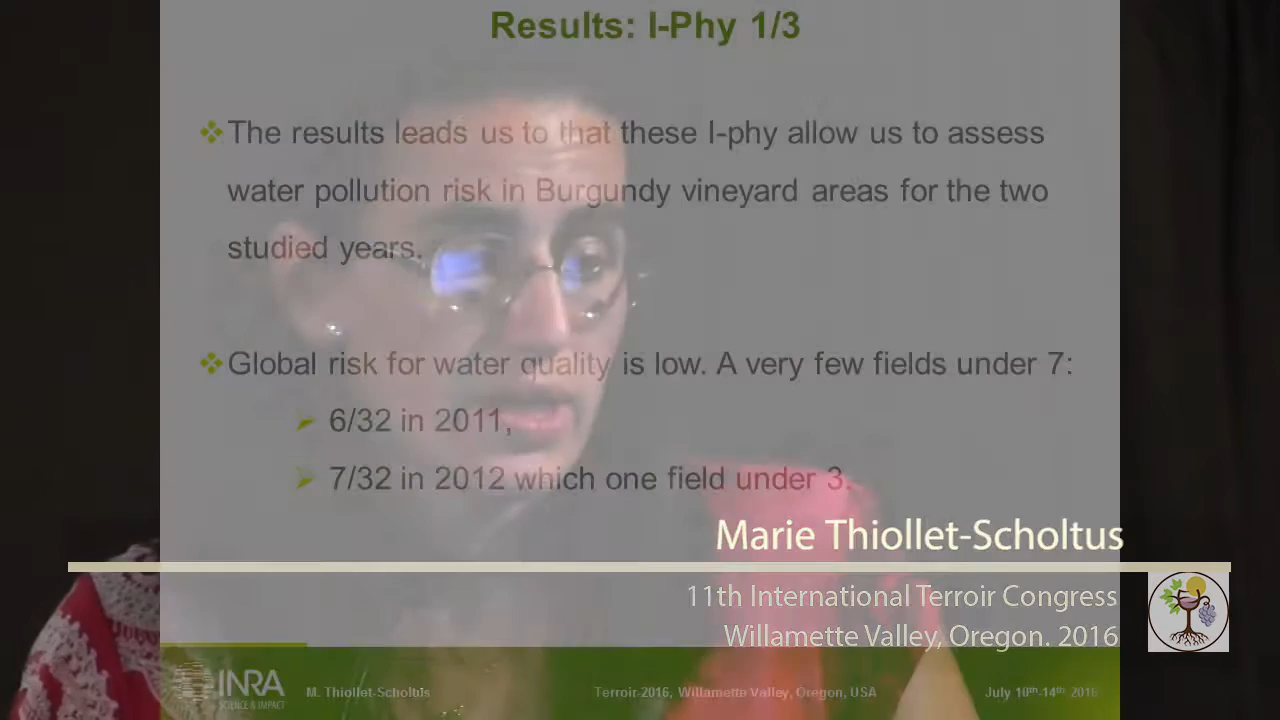 Results: I-Phy 1/3
The results leads us to that these I-phy allow us to assess
water pollution risk in Burgundy vineyard areas for the two
studied years.
Global risk for water quality is low. A very few fields under 7:
6/32 in 2011,
7/32 in 2012 which one field under 3.
Marie Thiollet-Scholtus
11th International Terroir Congress
Willamette Valley, Oregon. 2016
INRA
SCIENCE & IMPACT
M. Thiollet-Scholtus
Terroir 2016, Willamette Valley, Oregon, USA
July 10th-14th 2016